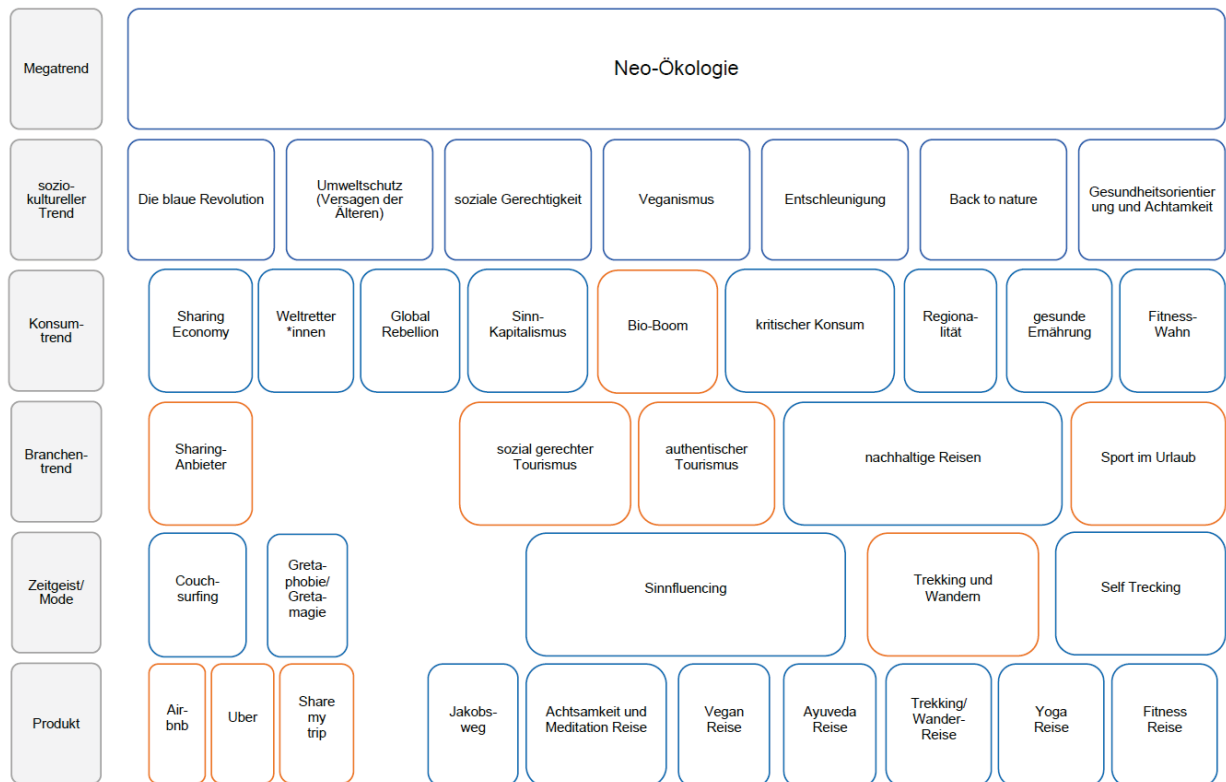 Megatrend
Neo-Ökologie
sozio-
kultureller
Trend
Die blaue Revolution
Umweltschutz
(Versagen der
Älteren)
soziale Gerechtigkeit
Veganismus
Entschleunigung
Back to nature
Gesundheitsorientier
ung und Achtamkeit
Konsum-
trend
Sharing
Economy
Weltretter
*innen
Global
Rebellion
Sinn-
Kapitalismus
Bio-Boom
kritischer Konsum
Regiona-
lität
gesunde
Ernährung
Fitness-
Wahn
Branchen-
trend
Sharing-
Anbieter
sozial gerechter
Tourismus
authentischer
Tourismus
nachhaltige Reisen
Sport im Urlaub
Zeitgeist/
Mode
Couch-
surfing
Greta-
phobie/
Greta-
magie
Sinnfluencing
Trekking und
Wandern
Self Trecking
Produkt
Air-
bnb
Uber
Share
my
trip
Jakobs-
weg
Achtsamkeit und
Meditation Reise
Vegan
Reise
Ayuveda
Reise
Trekking/
Wander-
Reise
Yoga
Reise
Fitness
Reise